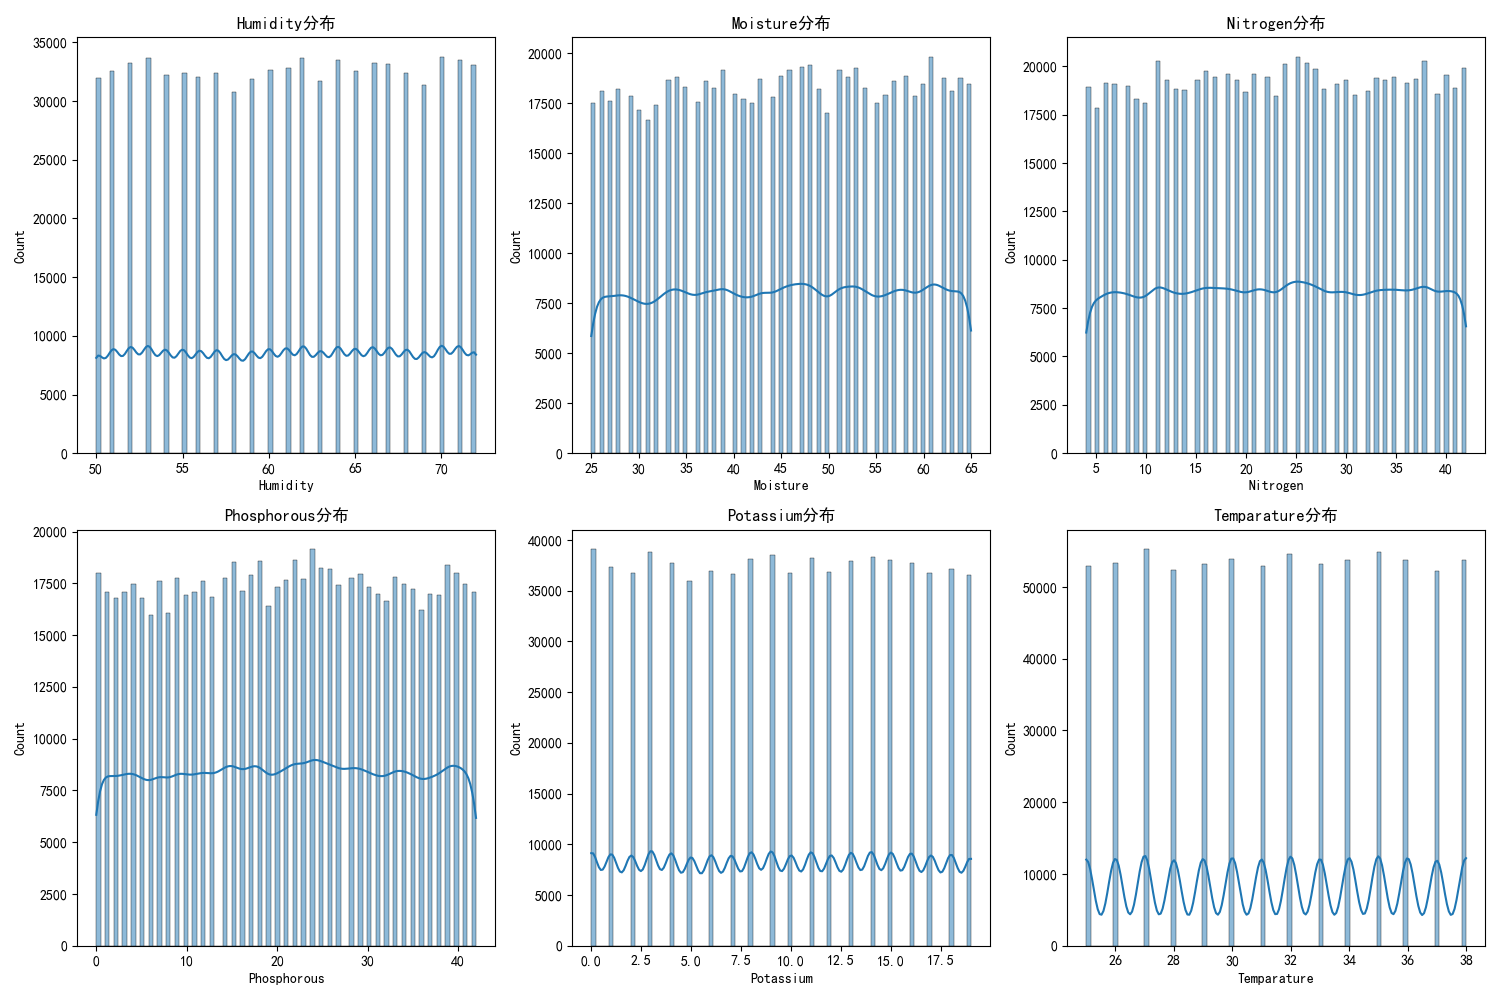 Humidity分布
35000
30000
25000
20000
15000
10000
5000
0
Count
50 55 60 65 70
Humidity
Moisture分布
20000
17500
15000
12500
10000
7500
5000
2500
0
Count
25 30 35 40 45 50 55 60 65
Moisture
Nitrogen分布
20000
17500
15000
12500
10000
7500
5000
2500
0
Count
5 10 15 20 25 30 35 40
Nitrogen
Phosphorous分布
20000
17500
15000
12500
10000
7500
5000
2500
0
Count
0 10 20 30 40
Phosphorous
Potassium分布
40000
35000
30000
25000
20000
15000
10000
5000
0
Count
0.0 2.5 5.0 7.5 10.0 12.5 15.0 17.5
Potassium
Temparature分布
50000
40000
30000
20000
10000
0
Count
26 28 30 32 34 36 38
Temparature